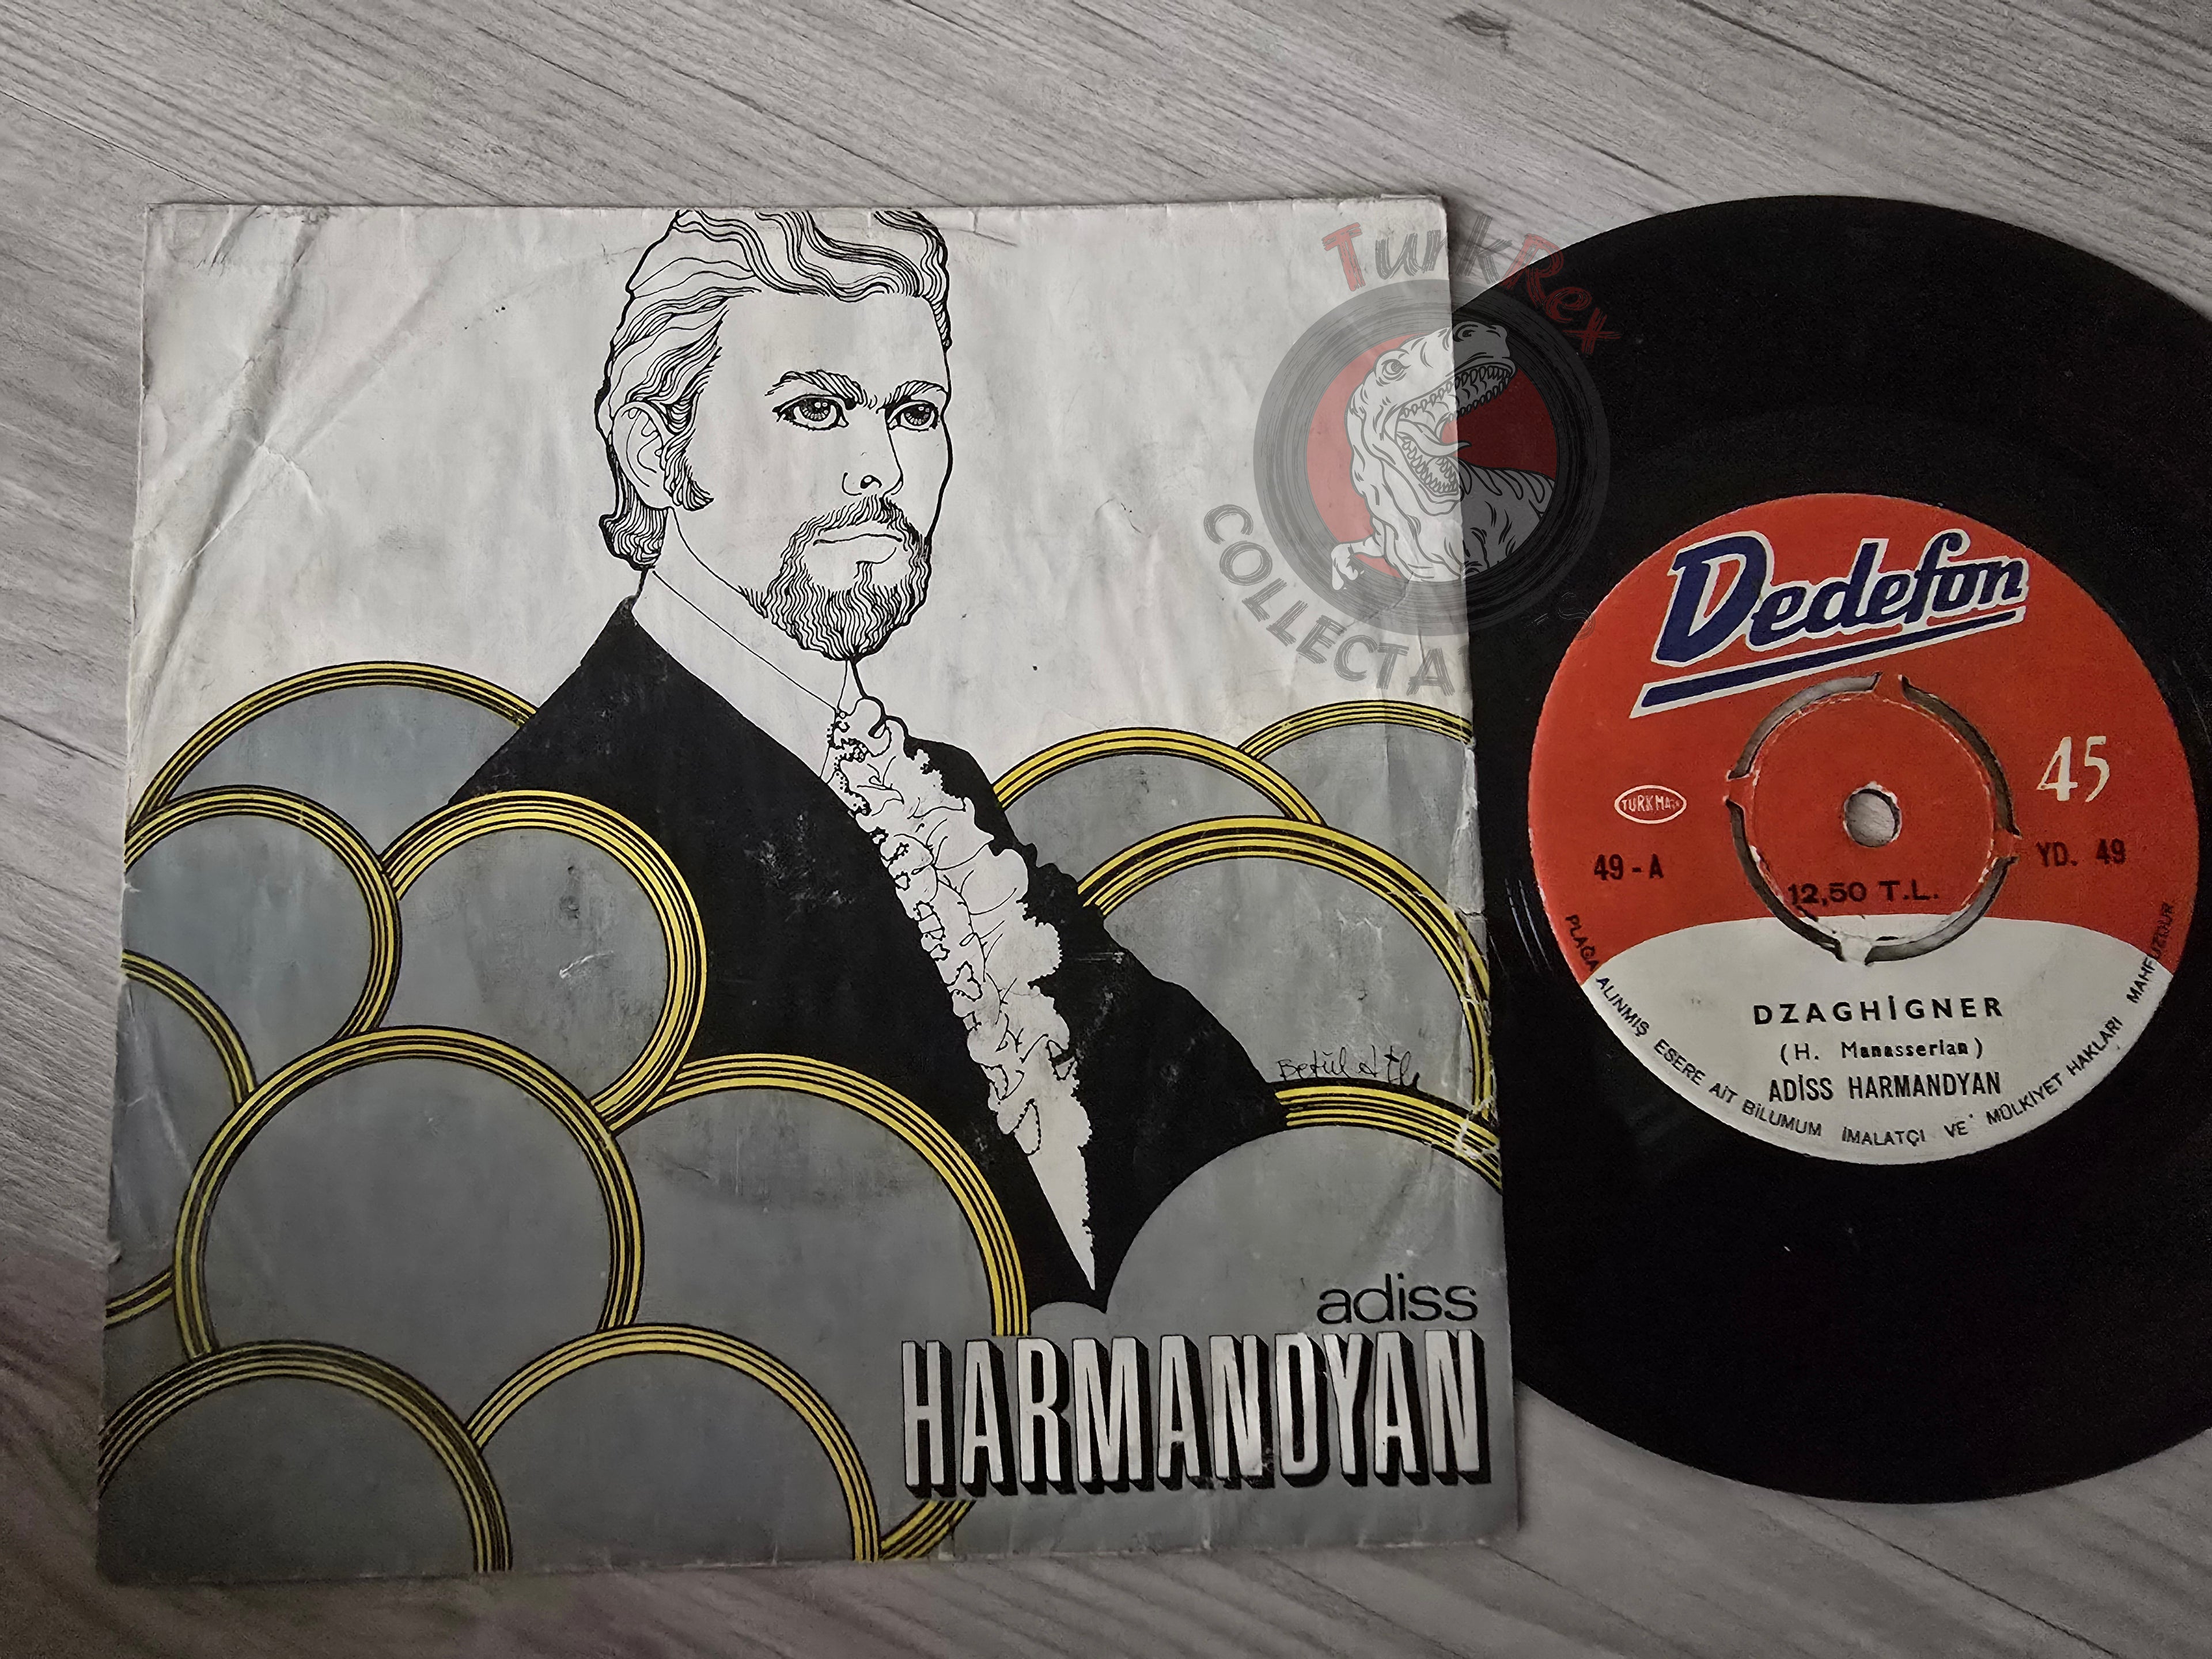 TurkRex
COLLECTA
adiss
HARMANDYAN
Dedefon
45
49 - A
YD. 49
12,50 T.L.
DZAGHİGNER
(H. Manasserian)
ADİSS HARMANDYAN
PLAĞA ALINMIŞ ESERE AİT BİLUMUM İMALATÇI VE MÜLKİYET HAKLARI MAHFUZDUR